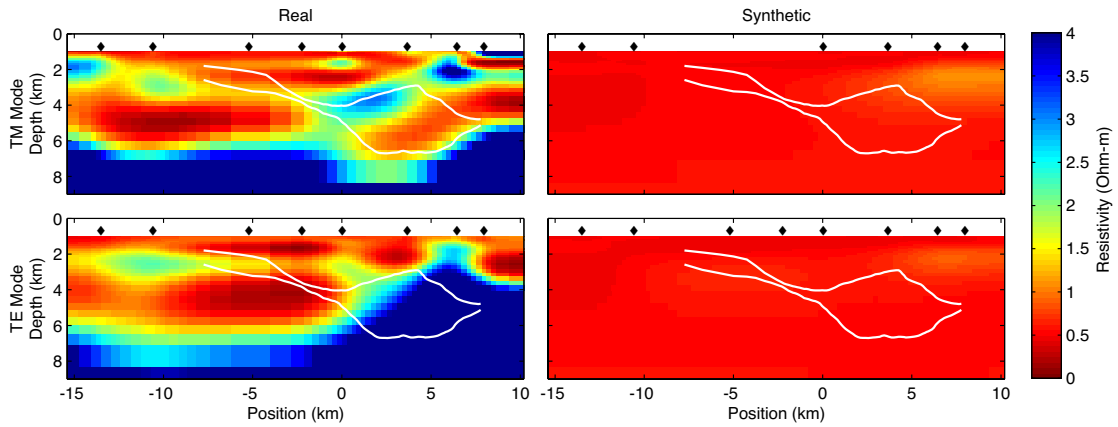 Real
Synthetic
TM Mode
Depth (km)
0
2
4
6
8
TE Mode
Depth (km)
0
2
4
6
8
-15 -10 -5 0 5 10
Position (km)
-15 -10 -5 0 5 10
Position (km)
4
3.5
3
2.5
2
1.5
1
0.5
0
Resistivity (Ohm-m)